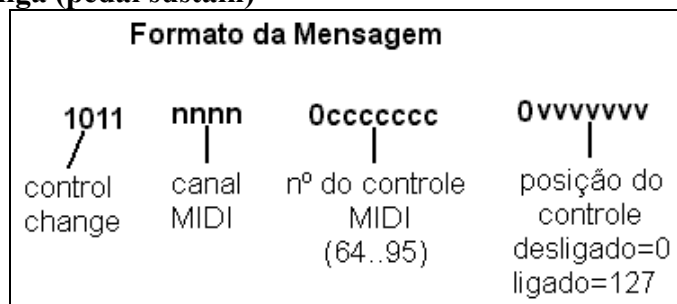 (pedal sustain)
Formato da Mensagem
1011 nnnn 0ccccccc 0vvvvvvv
control canal nº do controle posição do
change MIDI MIDI controle
(64..95) desligado=0
ligado=127